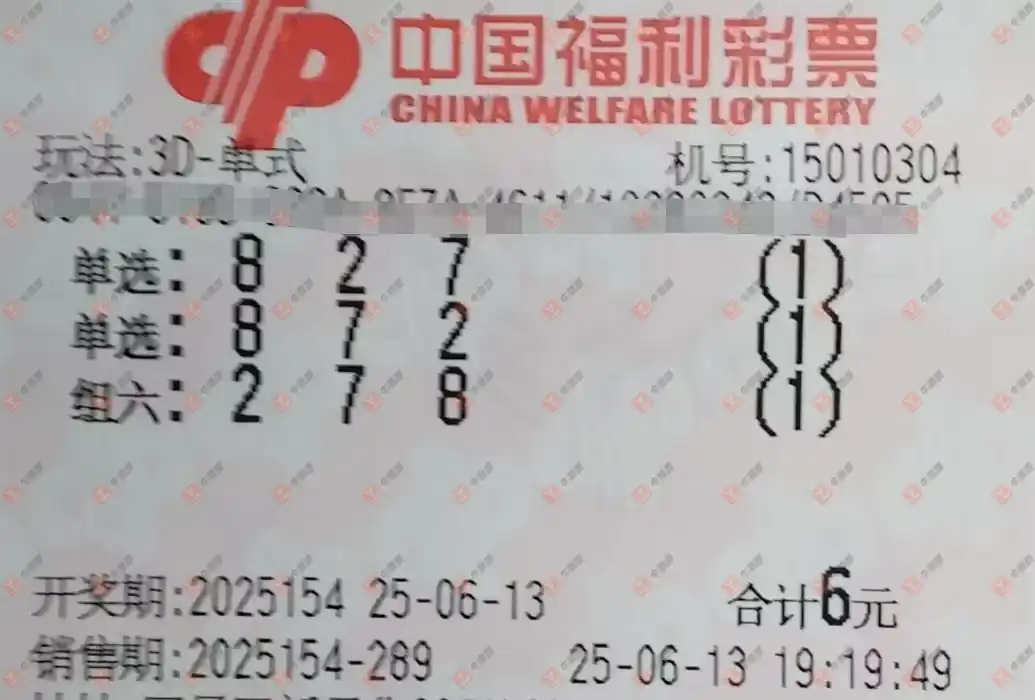 中国福利彩票
CHINA WELFARE LOTTERY
玩法:3D-单式 机号:15010304
单选: 8 2 7 (1)
单选: 8 7 2 (1)
组六: 2 7 8 (1)
开奖期:2025154 25-06-13 合计6元
销售期:2025154-289 25-06-13 19:19:49